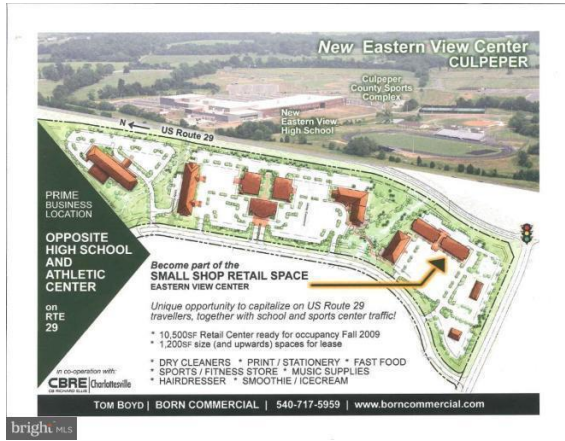 New Eastern View Center
CULPEPER
Culpeper
County Sports
Complex
New
Eastern View
High School
N
US Route 29
PRIME
BUSINESS
LOCATION
OPPOSITE
HIGH SCHOOL
AND
ATHLETIC
CENTER
on
RTE
29
Become part of the
SMALL SHOP RETAIL SPACE
EASTERN VIEW CENTER
Unique opportunity to capitalize on US Route 29
travellers, together with school and sports center traffic!
* 10,500SF Retail Center ready for occupancy Fall 2009
* 1,200SF size (and upwards) spaces for lease
* DRY CLEANERS * PRINT / STATIONERY * FAST FOOD
* SPORTS / FITNESS STORE * MUSIC SUPPLIES
* HAIRDRESSER * SMOOTHIE / ICECREAM
in co-operation with:
CBRE | Charlottesville
CB RICHARD ELLIS
TOM BOYD | BORN COMMERCIAL | 540-717-5959 | www.borncommercial.com
bright MLS